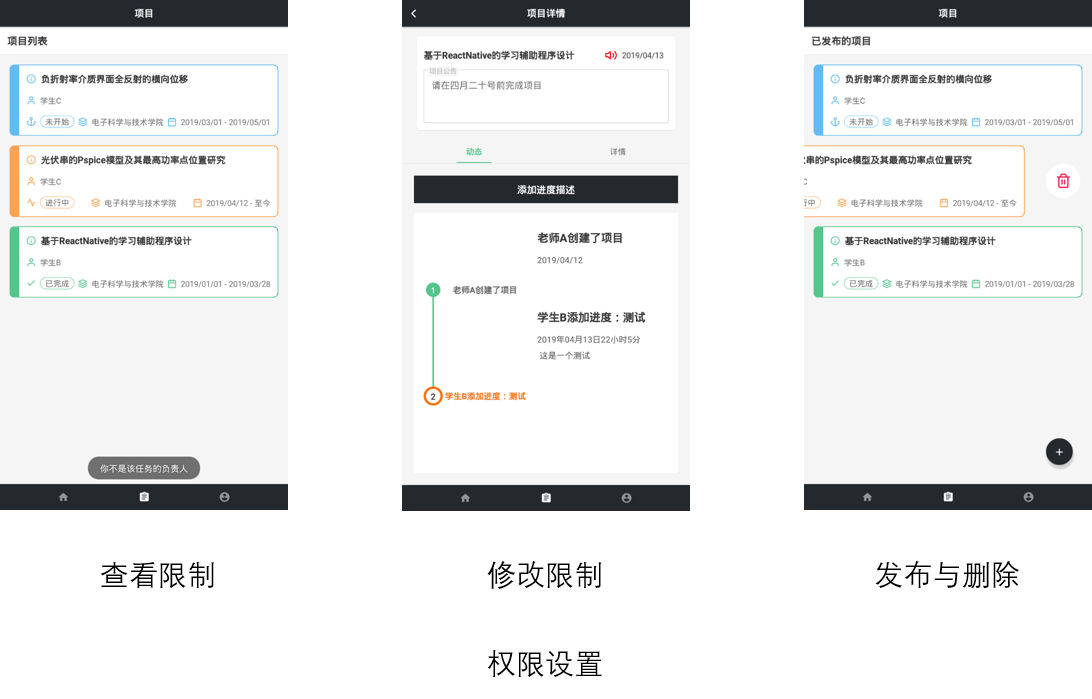 项目
项目列表
负折射率介质界面全反射的横向位移
学生C
未开始 电子科学与技术学院 2019/03/01 - 2019/05/01
光伏串的Pspice模型及其最高功率点位置研究
学生C
进行中 电子科学与技术学院 2019/04/12 - 至今
基于ReactNative的学习辅助程序设计
学生B
已完成 电子科学与技术学院 2019/01/01 - 2019/03/28
你不是该任务的负责人
查看限制
项目详情
基于ReactNative的学习辅助程序设计 2019/04/13
项目公告
请在四月二十号前完成项目
动态 详情
添加进度描述
老师A创建了项目
2019/04/12
1 老师A创建了项目
学生B添加进度：测试
2019年04月13日22小时5分
这是一个测试
2 学生B添加进度：测试
修改限制
项目
已发布的项目
负折射率介质界面全反射的横向位移
学生C
未开始 电子科学与技术学院 2019/03/01 - 2019/05/01
串的Pspice模型及其最高功率点位置研究
C
中 电子科学与技术学院 2019/04/12 - 至今
基于ReactNative的学习辅助程序设计
学生B
已完成 电子科学与技术学院 2019/01/01 - 2019/03/28
+
发布与删除
权限设置